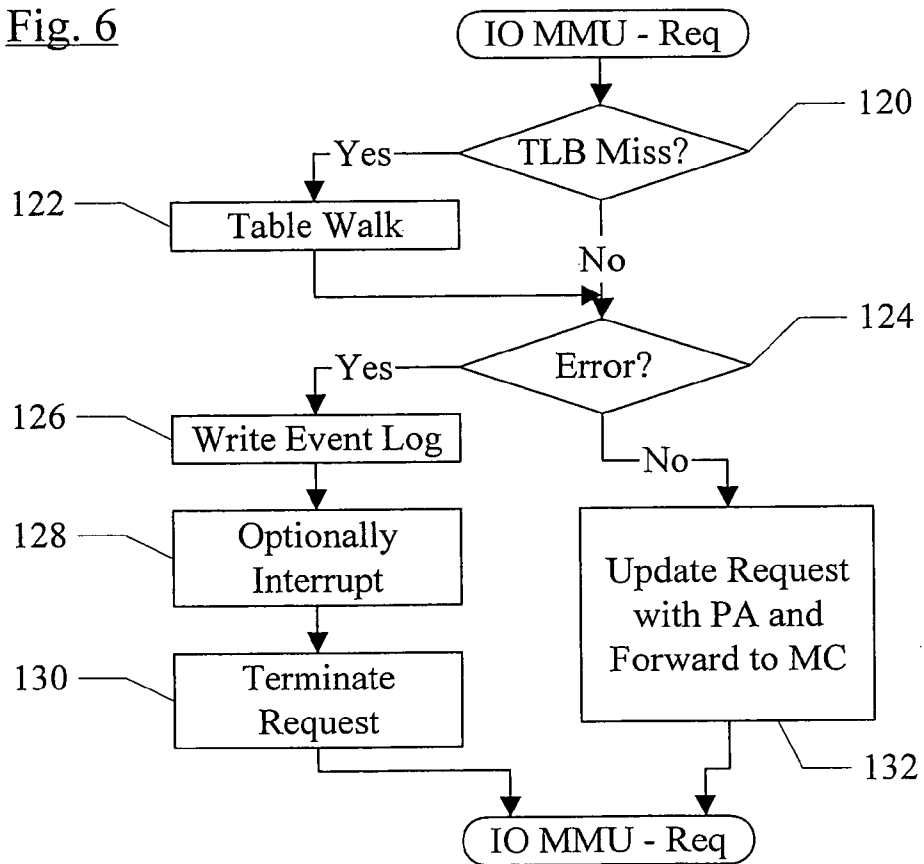 Fig. 6
IO MMU - Req
120
TLB Miss?
Yes
122
Table Walk
No
124
Error?
Yes
126
Write Event Log
No
128
Optionally
Interrupt
Update Request
with PA and
Forward to MC
130
Terminate
Request
132
IO MMU - Req